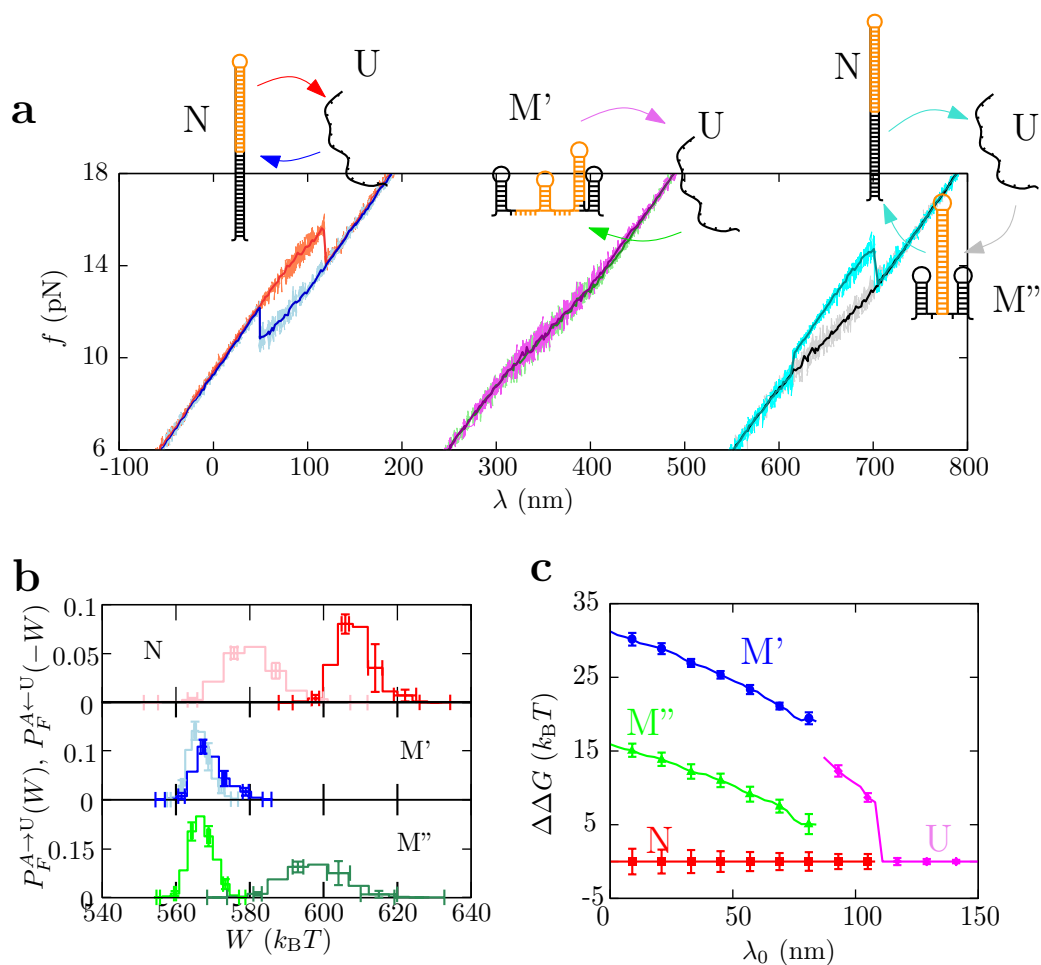 a
N
U
M'
U
N
U
M''
18
14
10
6
f (pN)
-100 0 100 200 300 400 500 600 700 800
λ (nm)
b
0.1
0.05
0
0.1
0
0.15
0
N
M'
M''
P_F^{A→U}(W), P_F^{A←U}(−W)
540 560 580 600 620 640
W (k_BT)
c
35
25
15
5
-5
ΔΔG (k_BT)
M'
M''
N
U
0 50 100 150
λ_0 (nm)